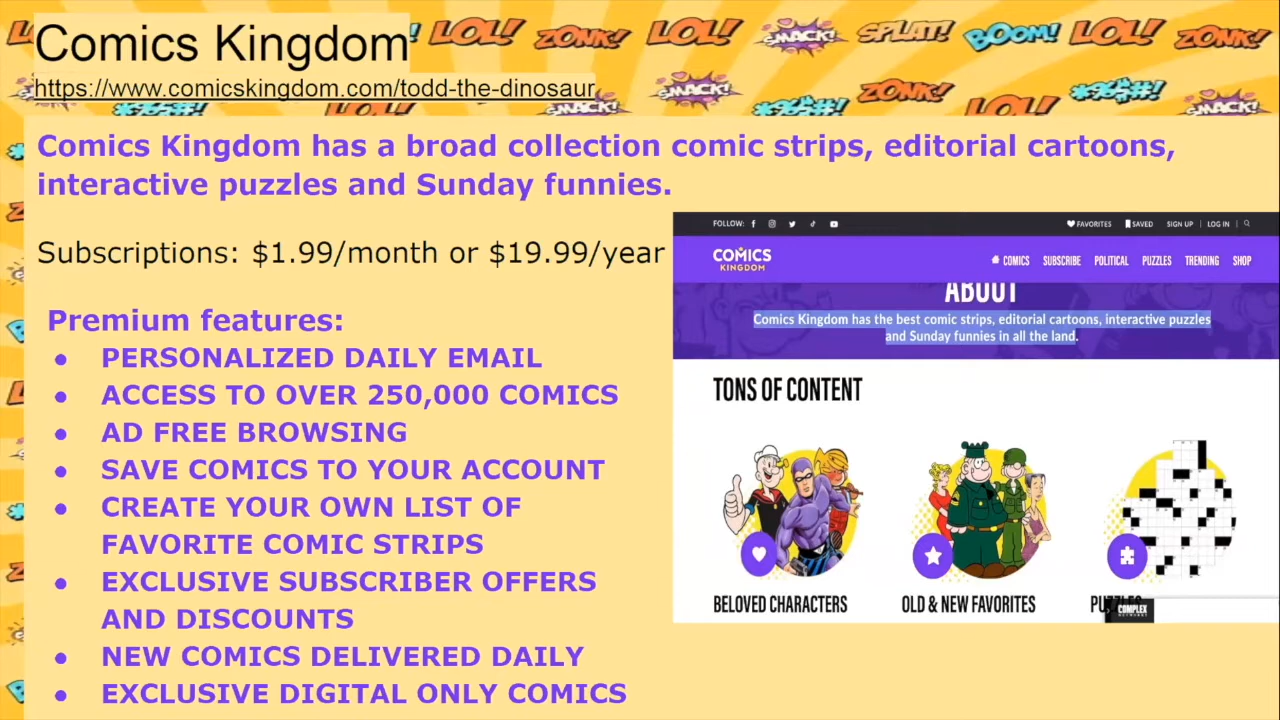 LOL! ZONK! LOL! SMACK! SPLAT! BOOM! LOL! ZONK!
Comics Kingdom
https://www.comicskingdom.com/todd-the-dinosaur
SMACK! *%$#! SMACK! *%$#! ZONK! LOL! *%$#! SMACK!
Comics Kingdom has a broad collection comic strips, editorial cartoons,
interactive puzzles and Sunday funnies.
Subscriptions: $1.99/month or $19.99/year
Premium features:
● PERSONALIZED DAILY EMAIL
● ACCESS TO OVER 250,000 COMICS
● AD FREE BROWSING
● SAVE COMICS TO YOUR ACCOUNT
● CREATE YOUR OWN LIST OF
FAVORITE COMIC STRIPS
● EXCLUSIVE SUBSCRIBER OFFERS
AND DISCOUNTS
● NEW COMICS DELIVERED DAILY
● EXCLUSIVE DIGITAL ONLY COMICS
FOLLOW: FAVORITES SAVED SIGN UP | LOG IN |
COMICS KINGDOM
COMICS SUBSCRIBE POLITICAL PUZZLES TRENDING SHOP
ABOUT
Comics Kingdom has the best comic strips, editorial cartoons, interactive puzzles
and Sunday funnies in all the land.
TONS OF CONTENT
BELOVED CHARACTERS OLD & NEW FAVORITES
COMPLEX